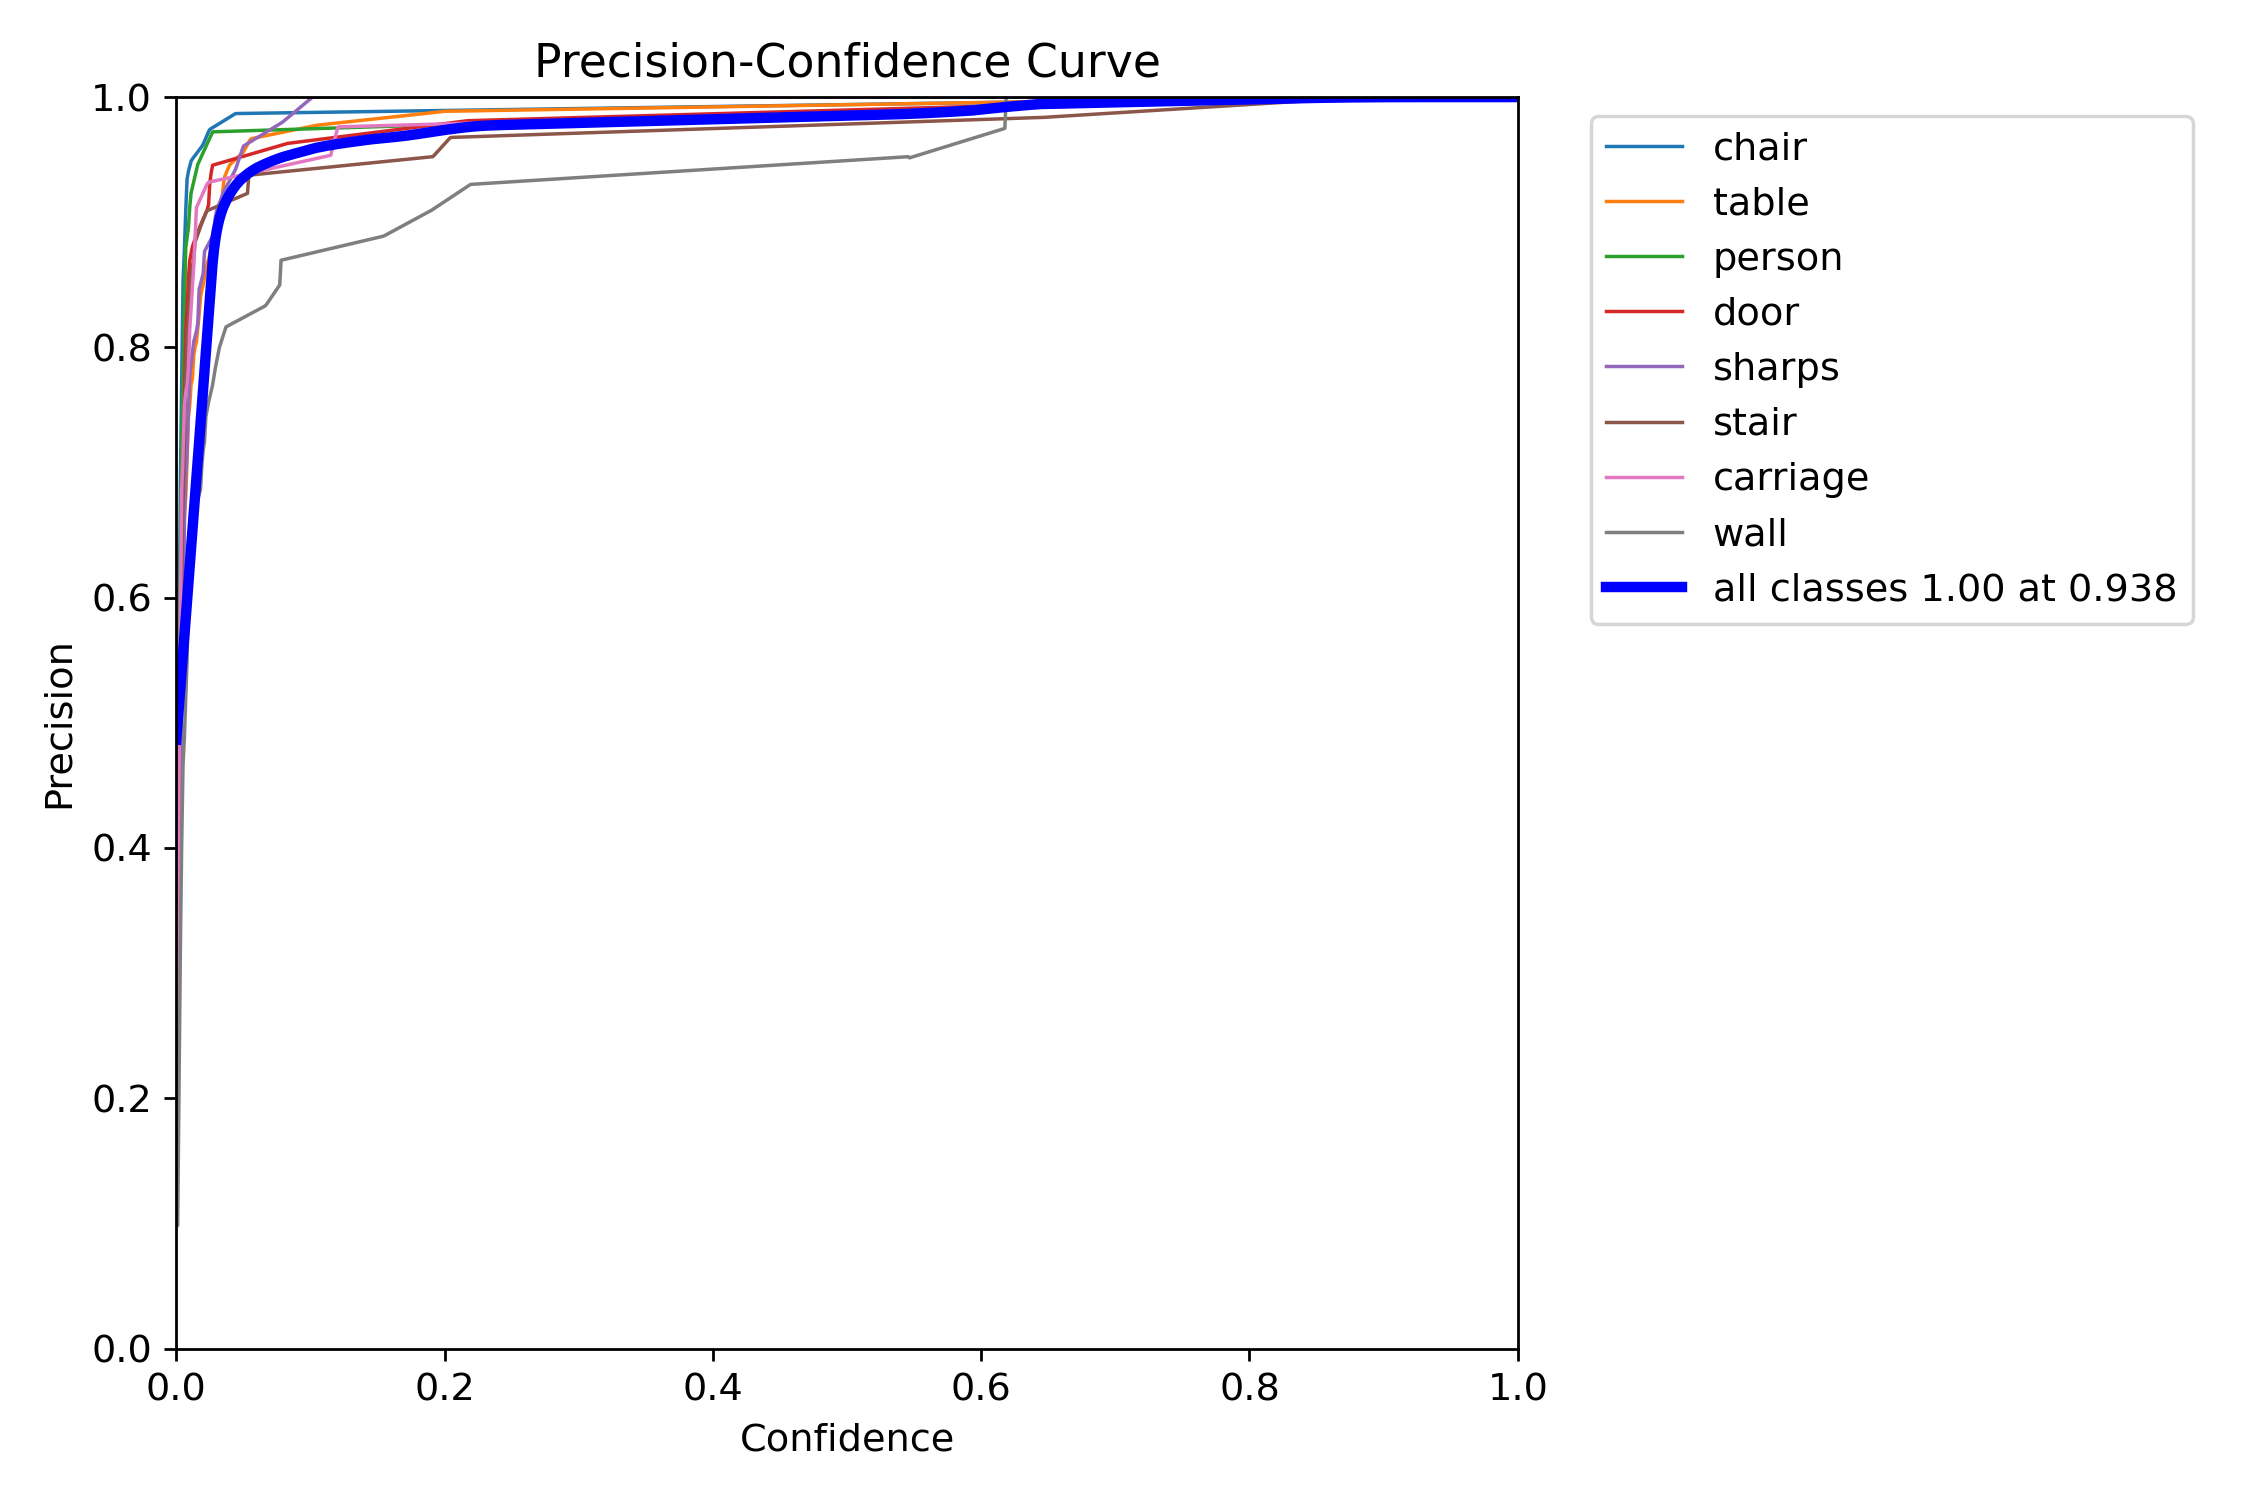 Precision-Confidence Curve
1.0
0.8
0.6
0.4
0.2
0.0
Precision
0.0 0.2 0.4 0.6 0.8 1.0
Confidence
chair
table
person
door
sharps
stair
carriage
wall
all classes 1.00 at 0.938